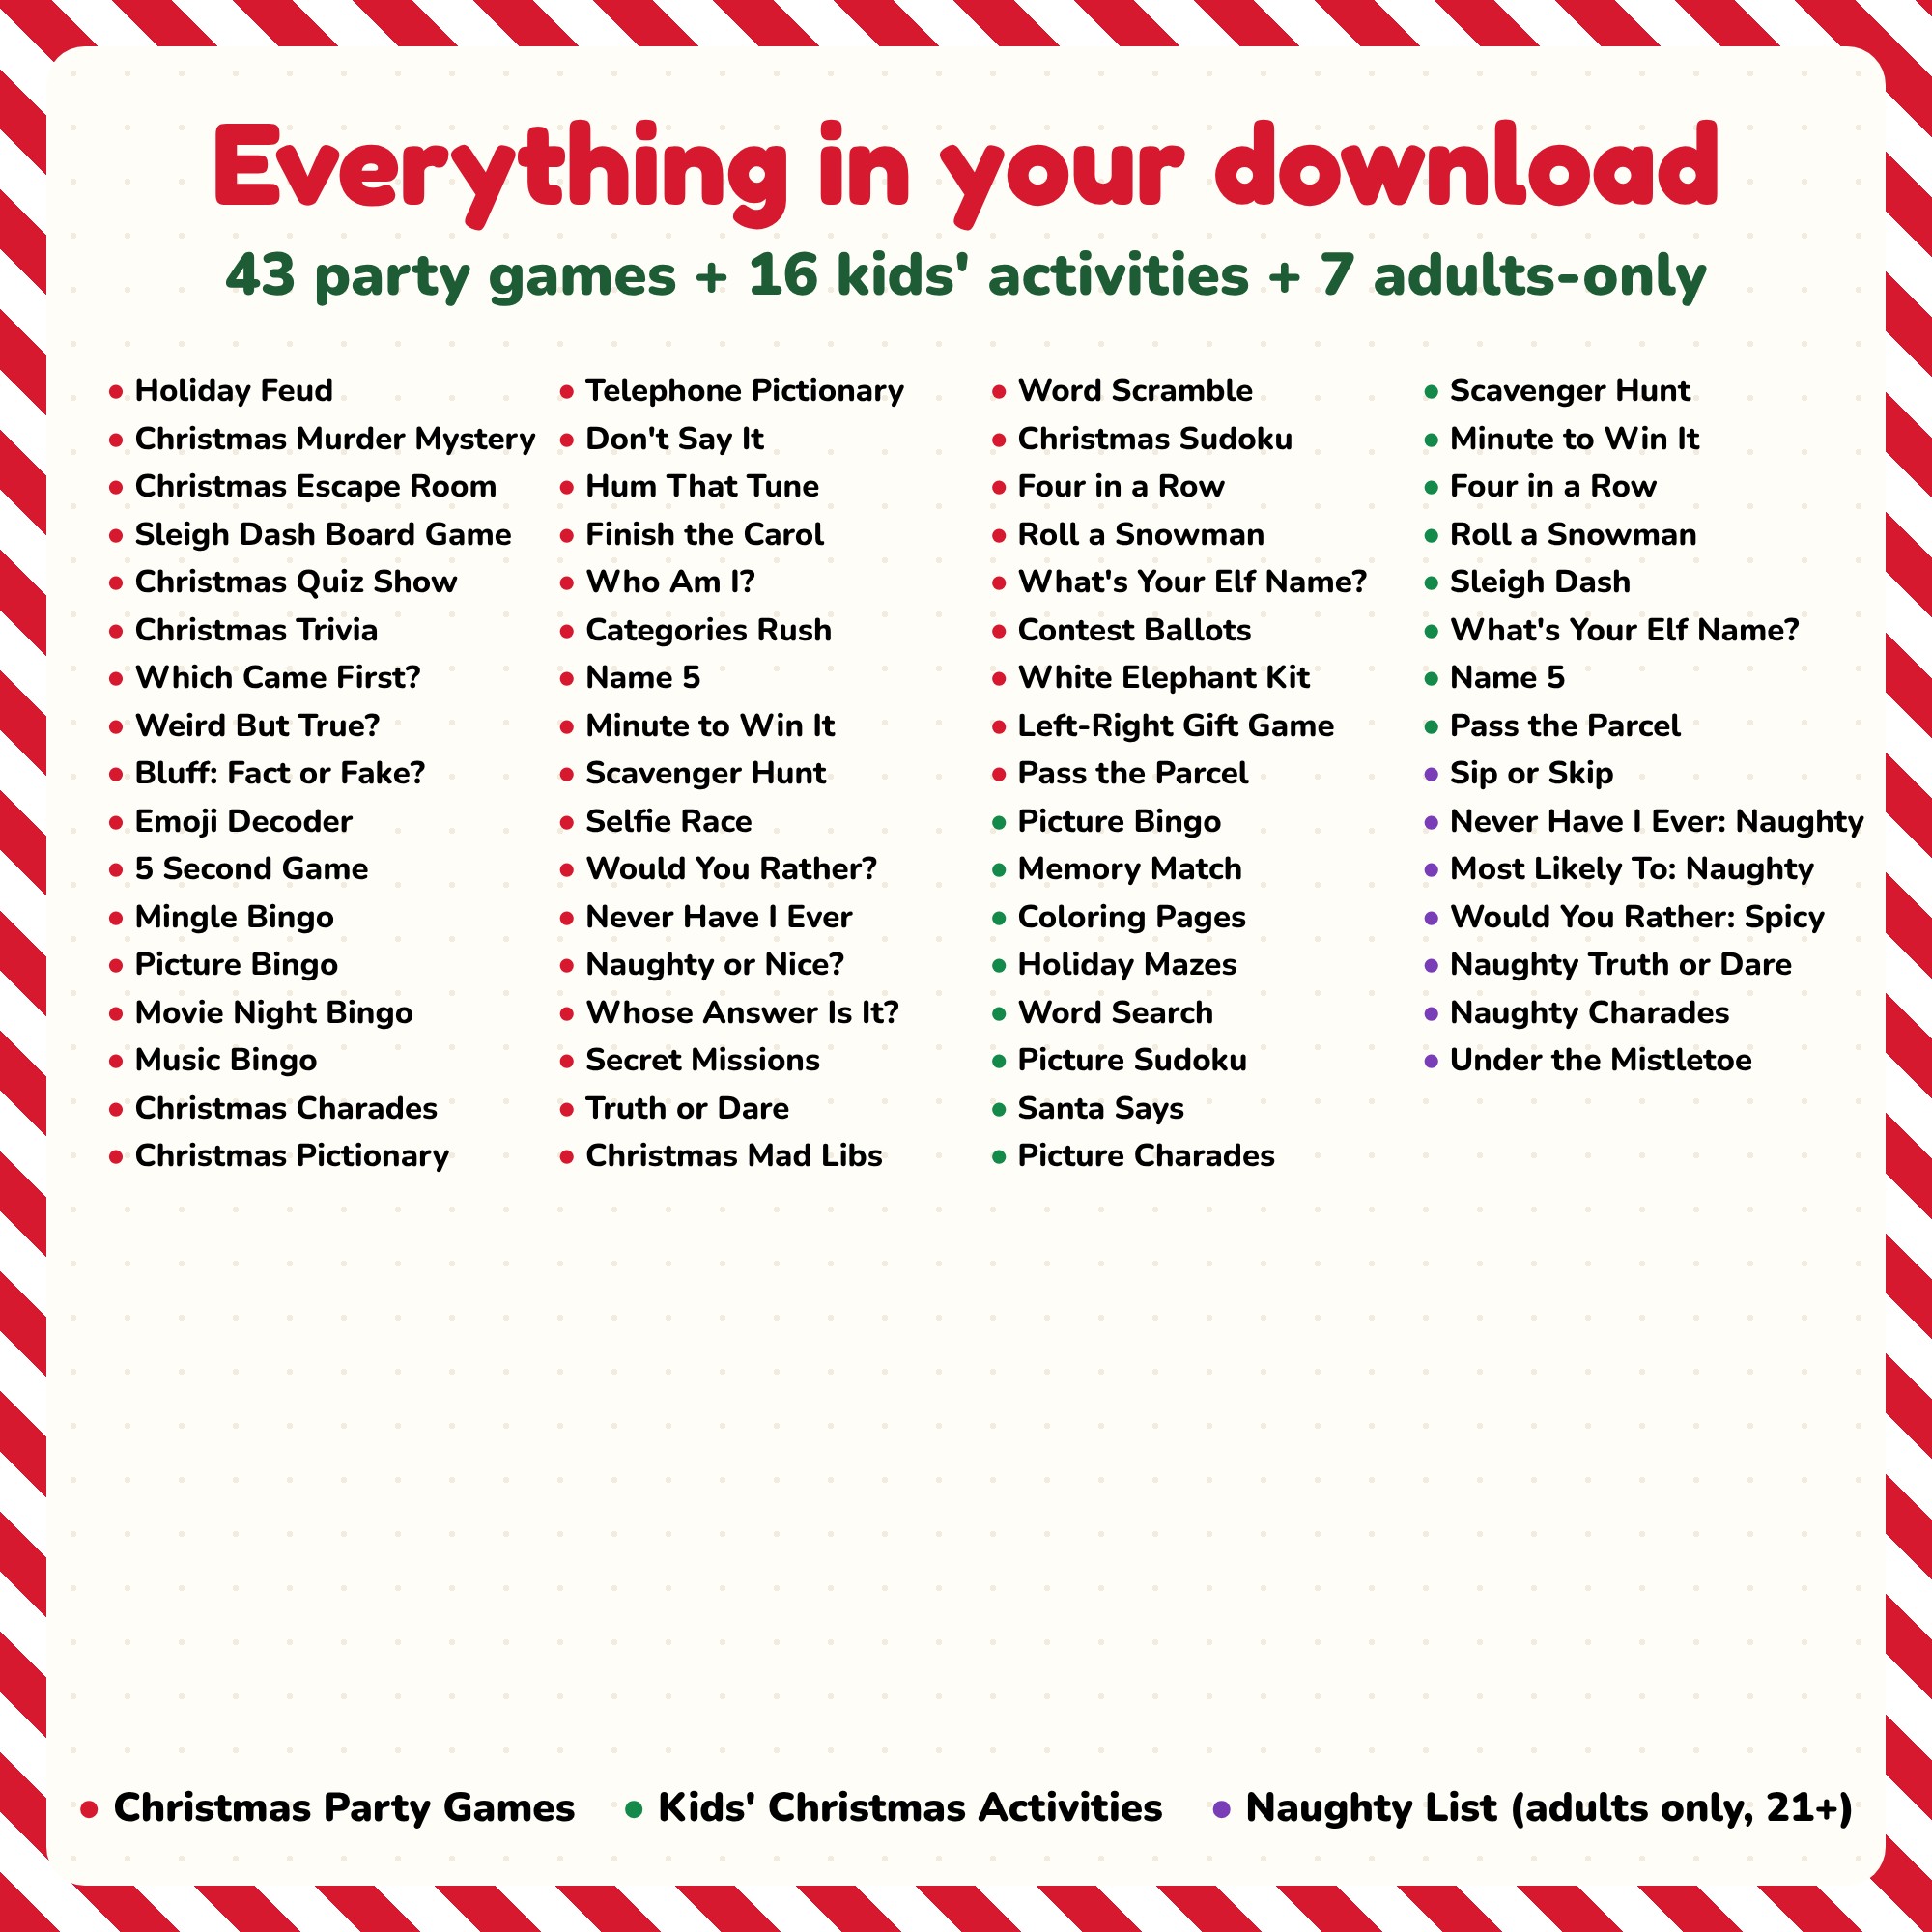 Everything in your download
43 party games + 16 kids' activities + 7 adults-only
Holiday Feud
Christmas Murder Mystery
Christmas Escape Room
Sleigh Dash Board Game
Christmas Quiz Show
Christmas Trivia
Which Came First?
Weird But True?
Bluff: Fact or Fake?
Emoji Decoder
5 Second Game
Mingle Bingo
Picture Bingo
Movie Night Bingo
Music Bingo
Christmas Charades
Christmas Pictionary
Telephone Pictionary
Don't Say It
Hum That Tune
Finish the Carol
Who Am I?
Categories Rush
Name 5
Minute to Win It
Scavenger Hunt
Selfie Race
Would You Rather?
Never Have I Ever
Naughty or Nice?
Whose Answer Is It?
Secret Missions
Truth or Dare
Christmas Mad Libs
Word Scramble
Christmas Sudoku
Four in a Row
Roll a Snowman
What's Your Elf Name?
Contest Ballots
White Elephant Kit
Left-Right Gift Game
Pass the Parcel
Picture Bingo
Memory Match
Coloring Pages
Holiday Mazes
Word Search
Picture Sudoku
Santa Says
Picture Charades
Scavenger Hunt
Minute to Win It
Four in a Row
Roll a Snowman
Sleigh Dash
What's Your Elf Name?
Name 5
Pass the Parcel
Sip or Skip
Never Have I Ever: Naughty
Most Likely To: Naughty
Would You Rather: Spicy
Naughty Truth or Dare
Naughty Charades
Under the Mistletoe
Christmas Party Games
Kids' Christmas Activities
Naughty List (adults only, 21+)